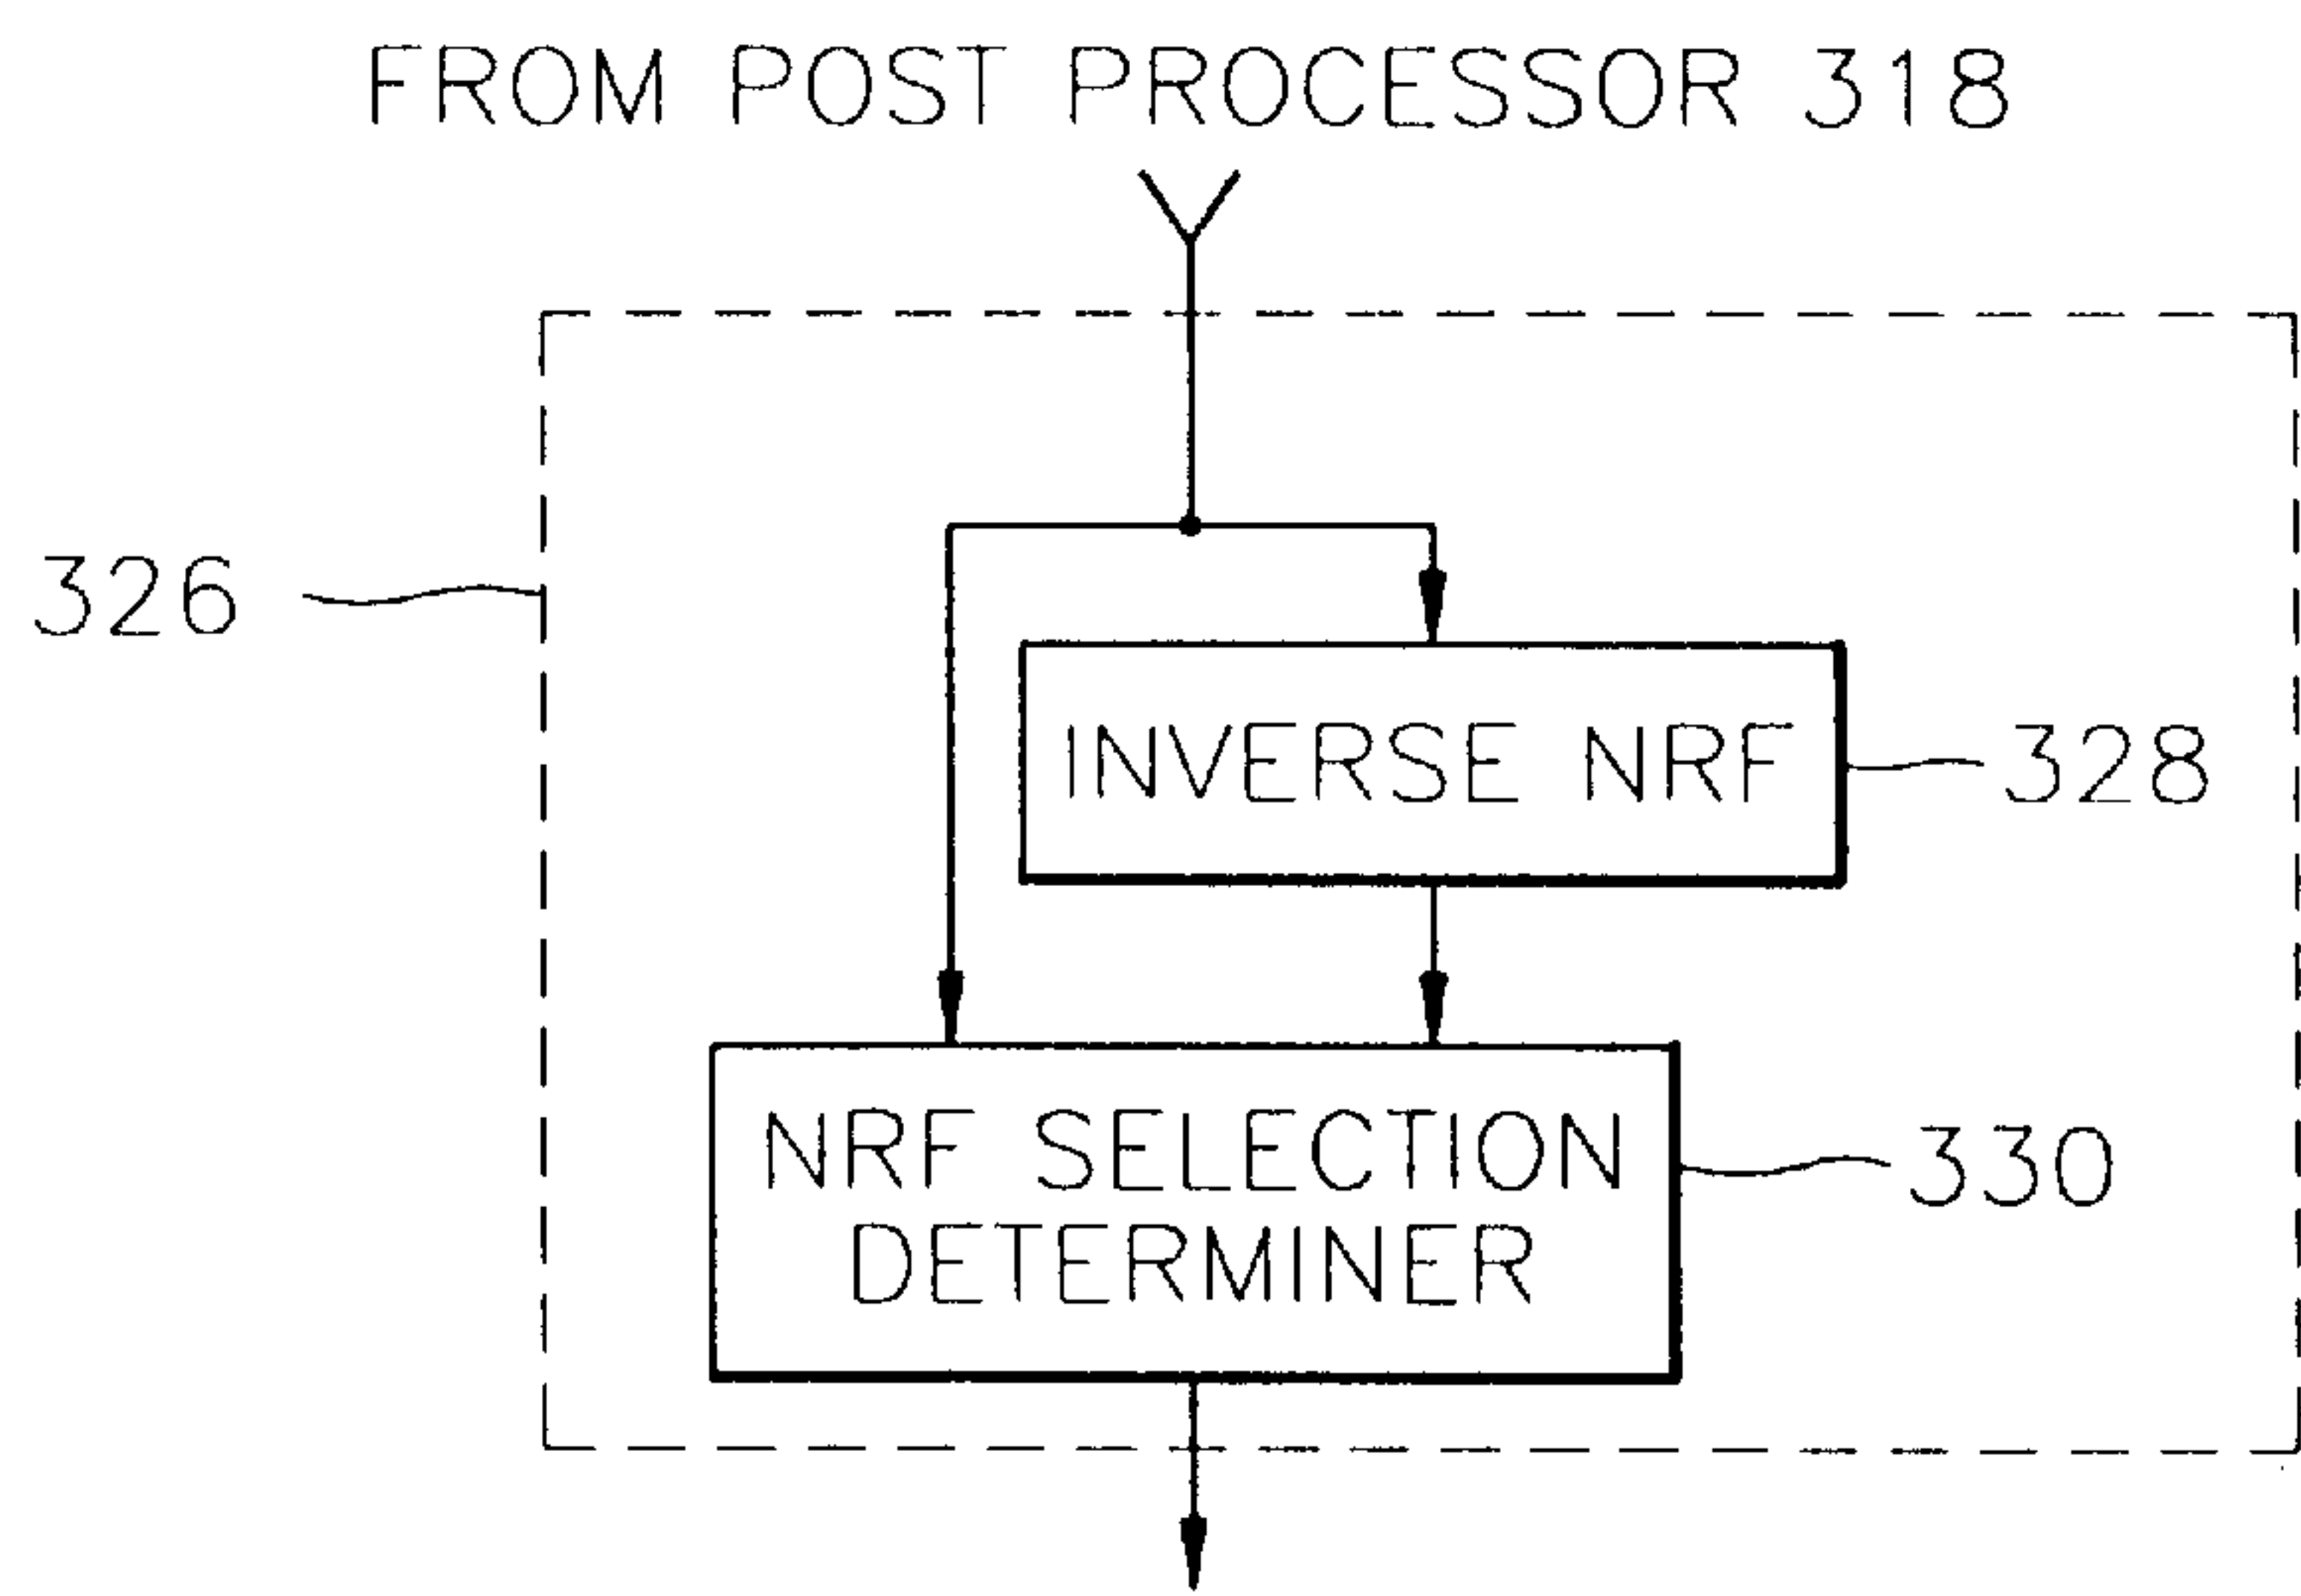 FROM POST PROCESSOR 318
326
INVERSE NRF
328
NRF SELECTION
DETERMINER
330